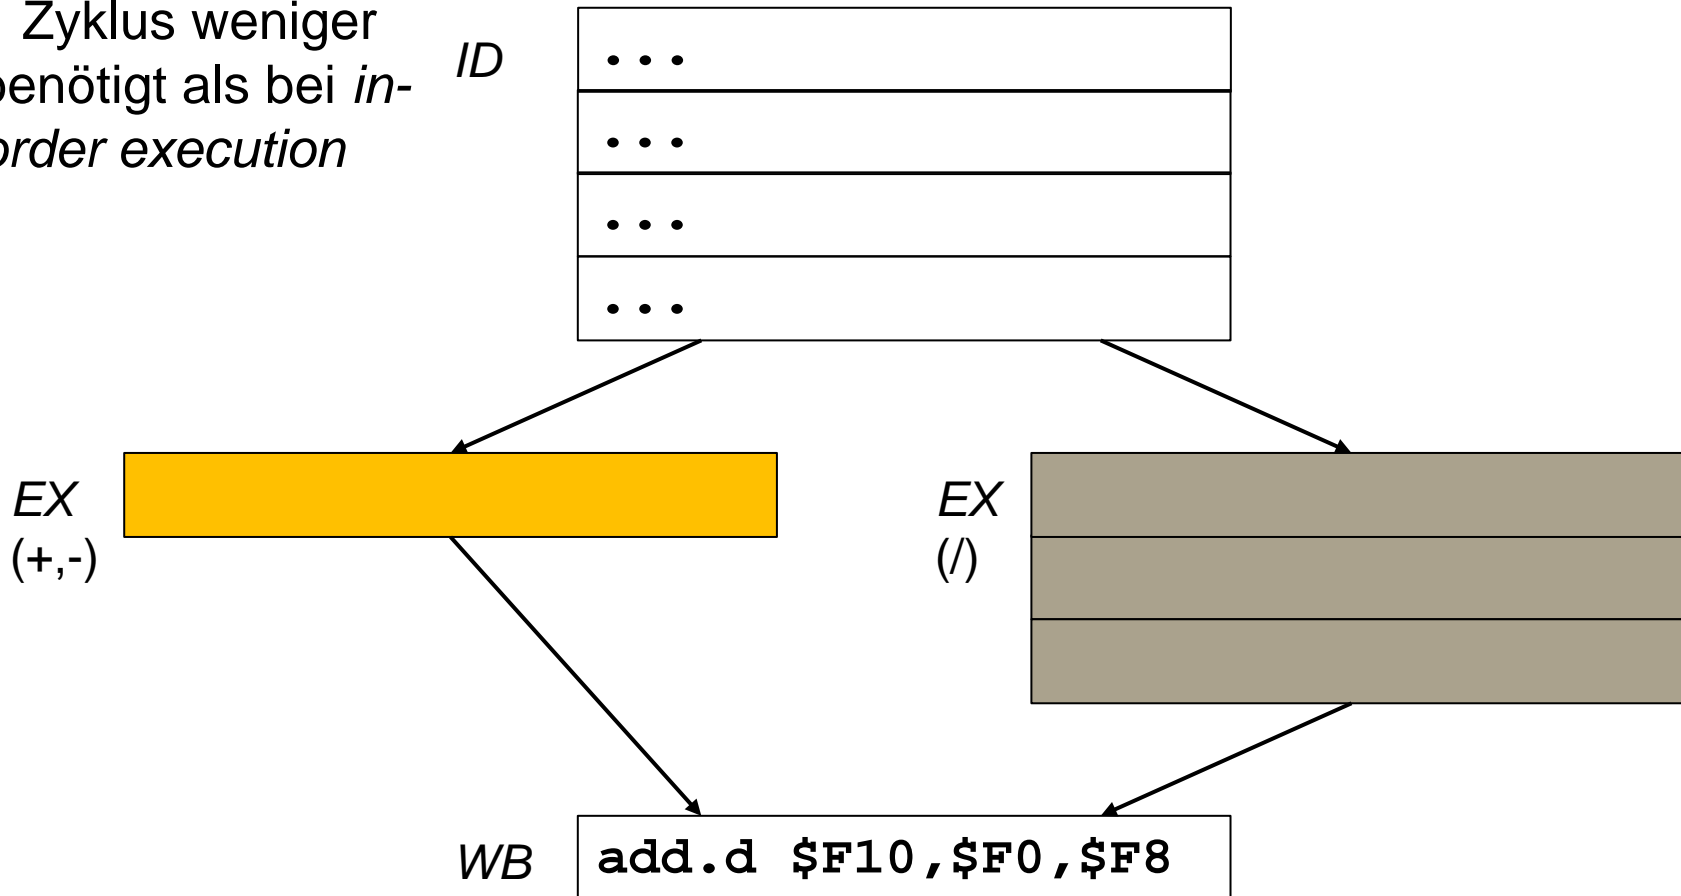 Zyklus weniger
benötigt als bei in-
order execution
ID
...
...
...
...
EX
(+,-)
EX
(/)
WB
add.d $F10,$F0,$F8